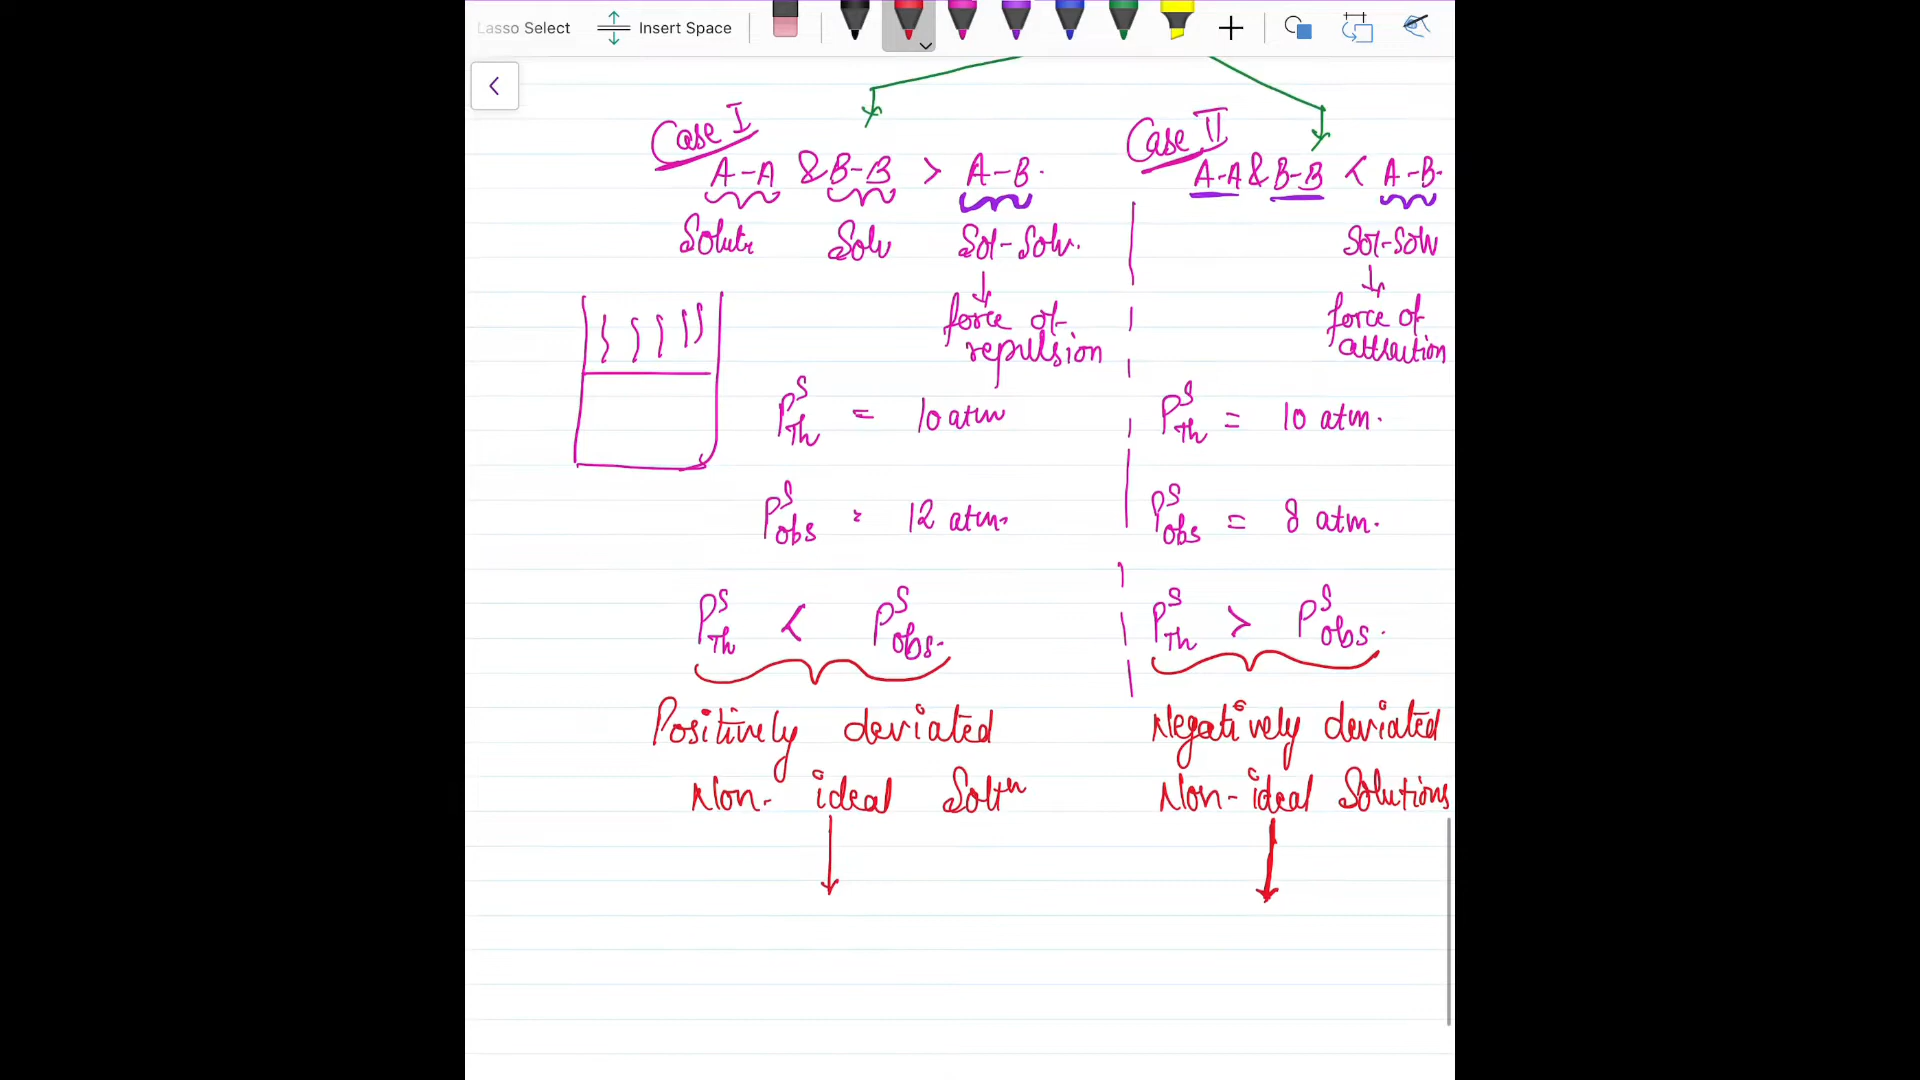 Lasso Select Insert Space
Case I
A-A & B-B > A-B.
Solute Solv Sol-Solv.
force of repulsion
P^S_Th = 10 atm
P^S_obs = 12 atm.
P^S_Th < P^S_obs.
Positively deviated
Non-ideal Solt^n
Case II
A-A & B-B < A-B.
Sol-Solv
force of attraction
P^S_Th = 10 atm.
P^S_obs = 8 atm.
P^S_Th > P^S_obs.
Negatively deviated
Non-ideal Solutions